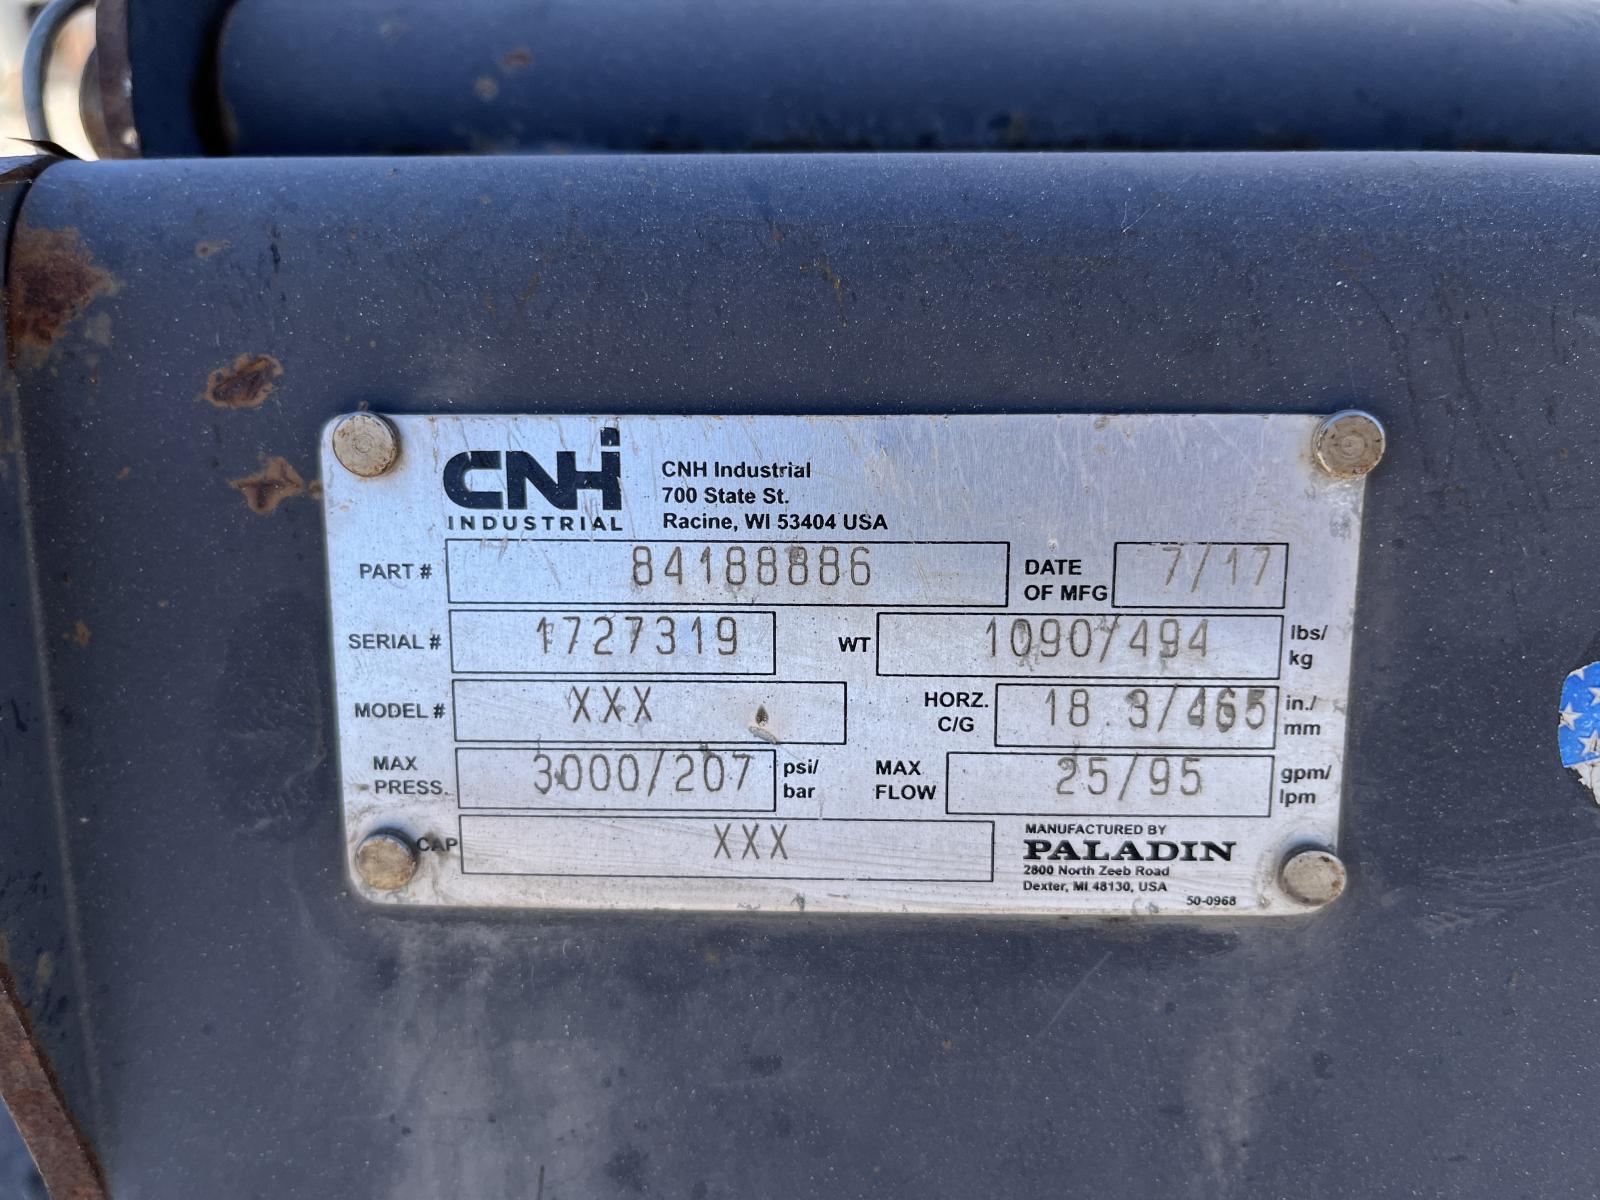 CNH
INDUSTRIAL
CNH Industrial
700 State St.
Racine, WI 53404 USA
PART # 84188886 DATE OF MFG 7/17
SERIAL # 1727319 WT 1090/494 lbs/ kg
MODEL # XXX HORZ. C/G 18.3/465 in./ mm
MAX PRESS. 3000/207 psi/ bar MAX FLOW 25/95 gpm/ lpm
CAP XXX
MANUFACTURED BY
PALADIN
2800 North Zeeb Road
Dexter, MI 48130, USA
50-0968